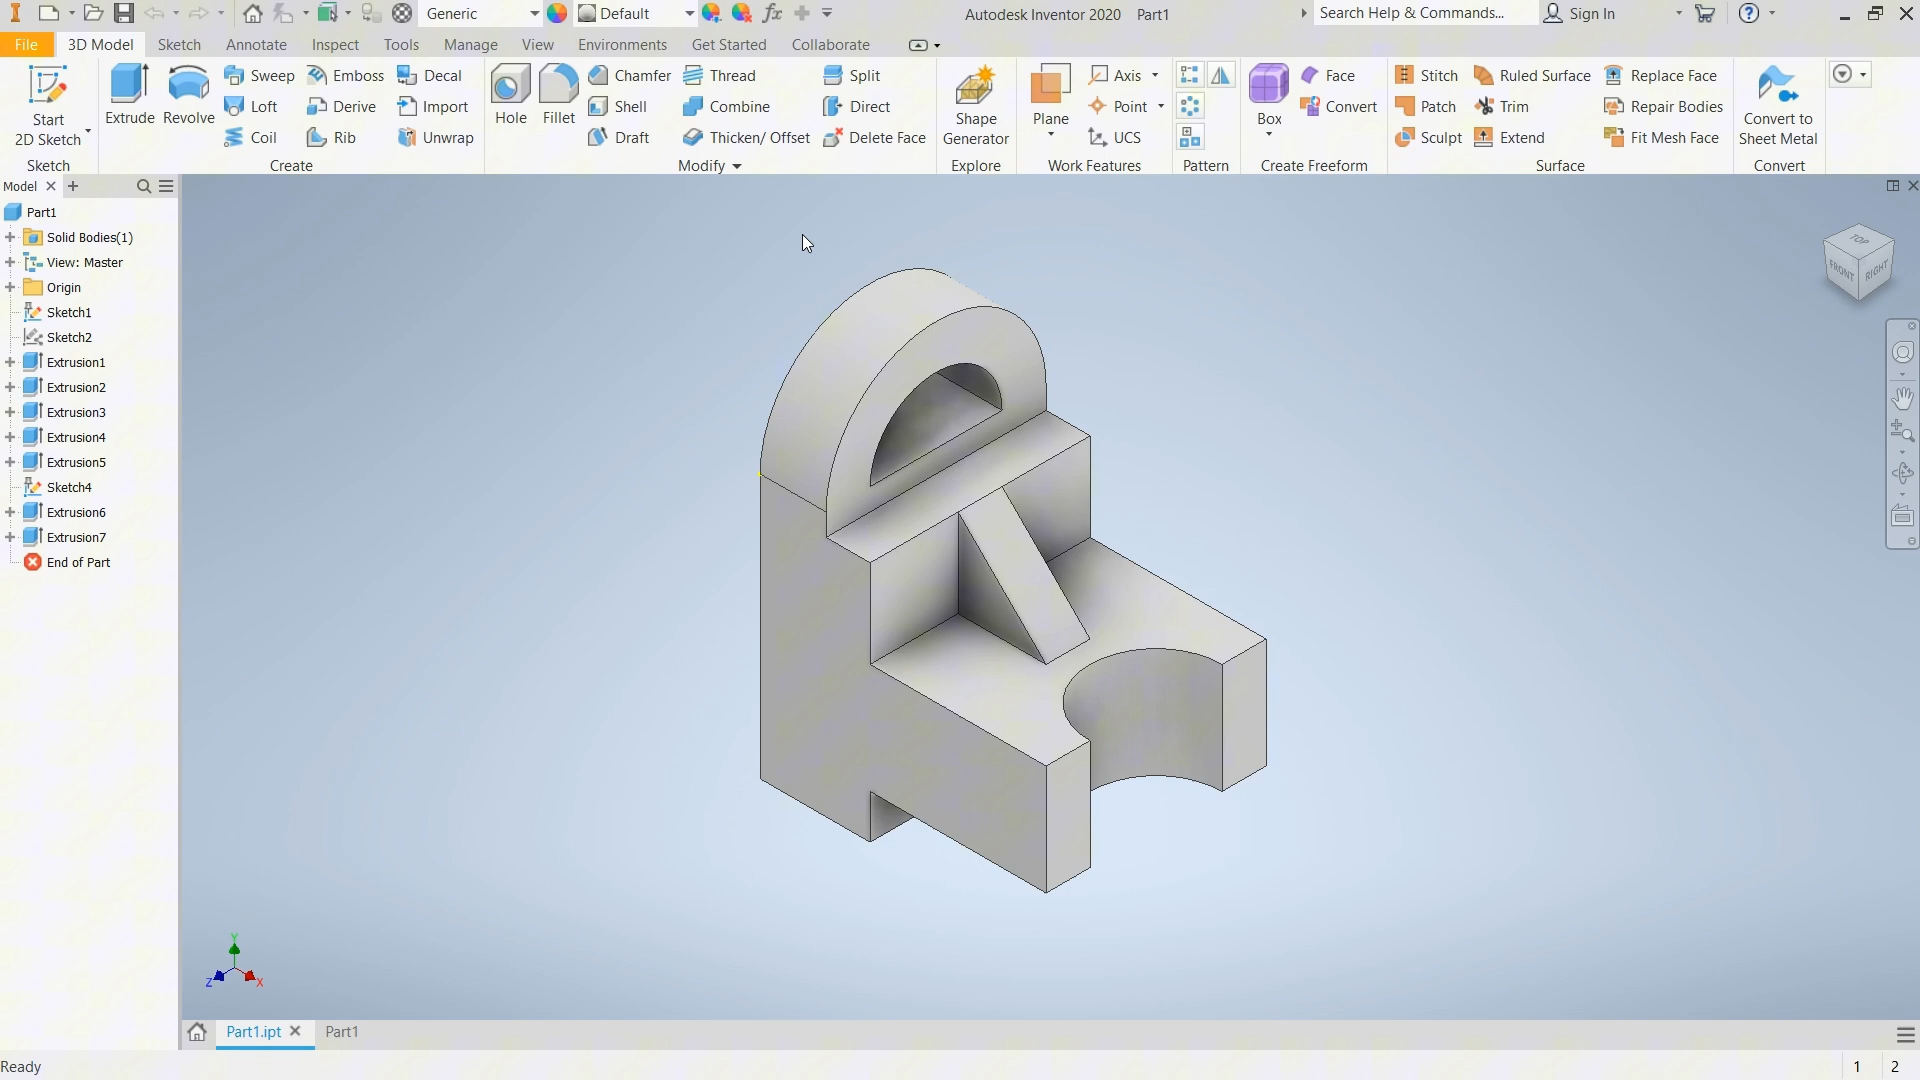 Generic Default Autodesk Inventor 2020 Part1 Search Help & Commands... Sign In
File 3D Model Sketch Annotate Inspect Tools Manage View Environments Get Started Collaborate
Start 2D Sketch
Sketch
Extrude Revolve
Sweep Emboss Decal
Loft Derive Import
Coil Rib Unwrap
Create
Hole Fillet
Chamfer Thread Split
Shell Combine Direct
Draft Thicken/ Offset Delete Face
Modify
Shape Generator
Explore
Plane
Axis
Point
UCS
Work Features
Pattern
Box
Face
Convert
Create Freeform
Stitch Ruled Surface Replace Face
Patch Trim Repair Bodies
Sculpt Extend Fit Mesh Face
Surface
Convert to Sheet Metal
Convert
Model
Part1
Solid Bodies(1)
View: Master
Origin
Sketch1
Sketch2
Extrusion1
Extrusion2
Extrusion3
Extrusion4
Extrusion5
Sketch4
Extrusion6
Extrusion7
End of Part
TOP
FRONT RIGHT
Y
Z X
Part1.ipt Part1
Ready 1 2